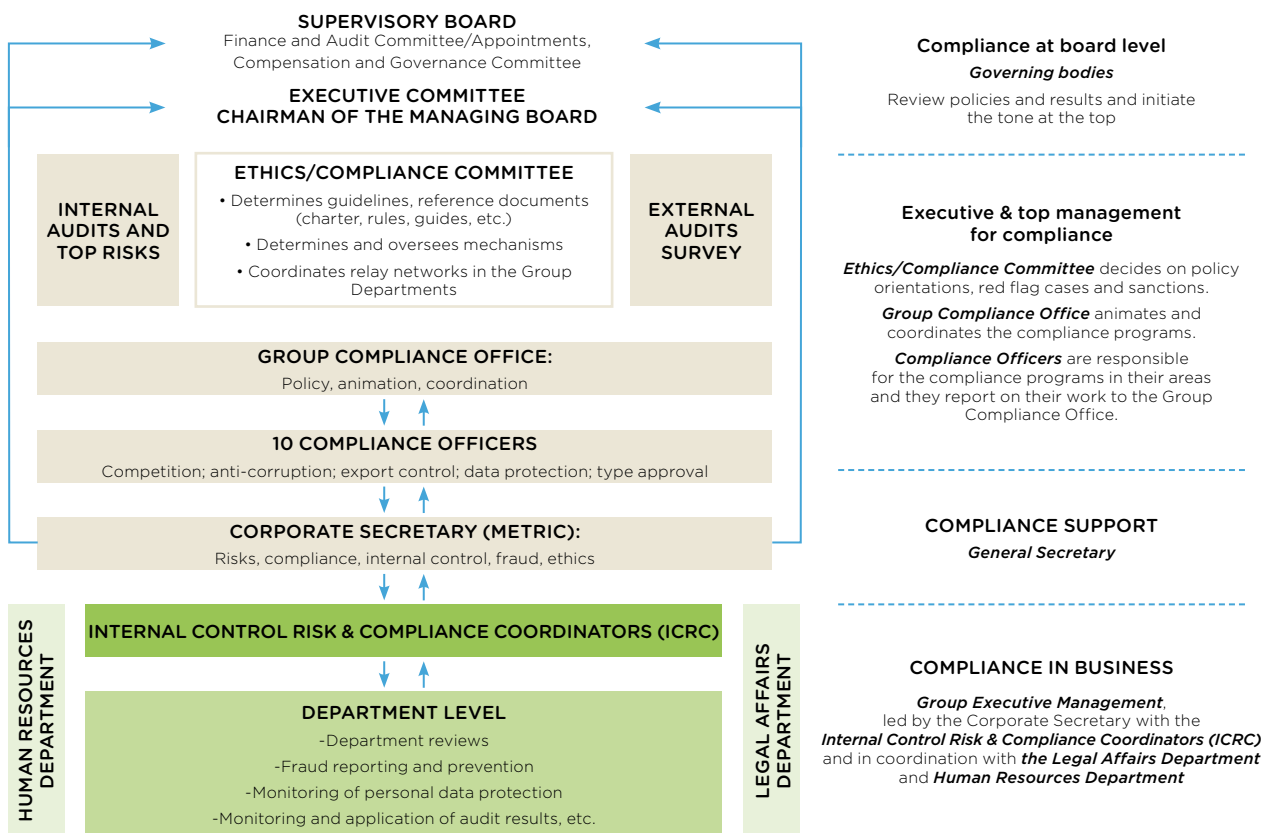 SUPERVISORY BOARD
Finance and Audit Committee/Appointments,
Compensation and Governance Committee
EXECUTIVE COMMITTEE
CHAIRMAN OF THE MANAGING BOARD
INTERNAL
AUDITS AND
TOP RISKS
ETHICS/COMPLIANCE COMMITTEE
• Determines guidelines, reference documents
(charter, rules, guides, etc.)
• Determines and oversees mechanisms
• Coordinates relay networks in the Group
Departments
EXTERNAL
AUDITS
SURVEY
GROUP COMPLIANCE OFFICE:
Policy, animation, coordination
10 COMPLIANCE OFFICERS
Competition; anti-corruption; export control; data protection; type approval
CORPORATE SECRETARY (METRIC):
Risks, compliance, internal control, fraud, ethics
HUMAN RESOURCES
DEPARTMENT
INTERNAL CONTROL RISK & COMPLIANCE COORDINATORS (ICRC)
DEPARTMENT LEVEL
-Department reviews
-Fraud reporting and prevention
-Monitoring of personal data protection
-Monitoring and application of audit results, etc.
LEGAL AFFAIRS
DEPARTMENT
Compliance at board level
Governing bodies
Review policies and results and initiate
the tone at the top
Executive & top management
for compliance
Ethics/Compliance Committee decides on policy
orientations, red flag cases and sanctions.
Group Compliance Office animates and
coordinates the compliance programs.
Compliance Officers are responsible
for the compliance programs in their areas
and they report on their work to the Group
Compliance Office.
COMPLIANCE SUPPORT
General Secretary
COMPLIANCE IN BUSINESS
Group Executive Management,
led by the Corporate Secretary with the
Internal Control Risk & Compliance Coordinators (ICRC)
and in coordination with the Legal Affairs Department
and Human Resources Department